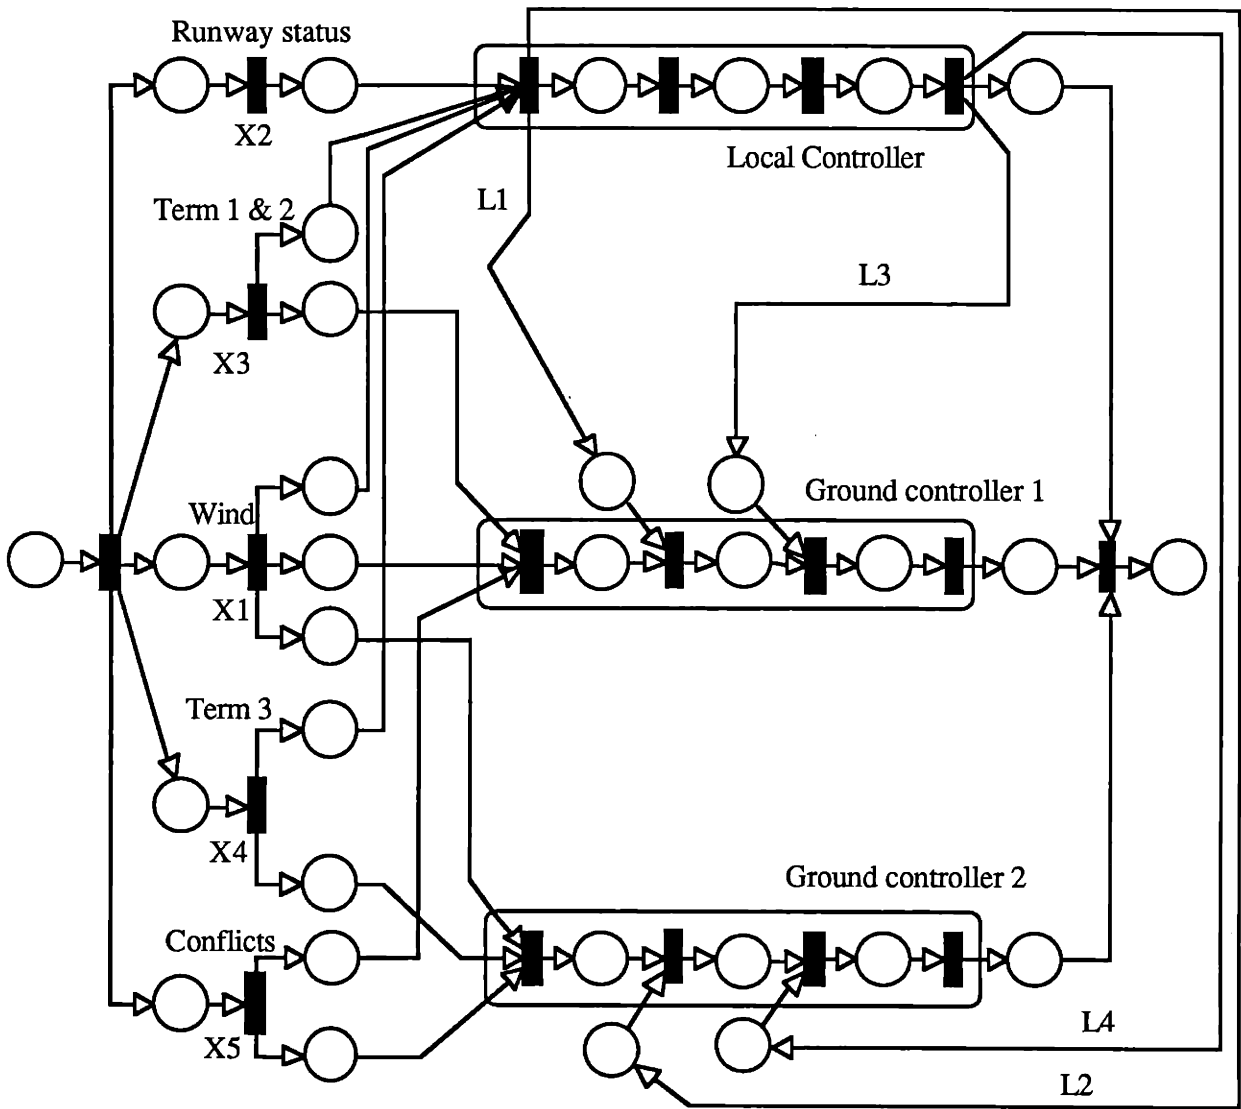 Runway status
X2
Local Controller
Term 1 & 2
L1
L3
X3
Ground controller 1
Wind
X1
Term 3
X4
Ground controller 2
Conflicts
X5
L4
L2